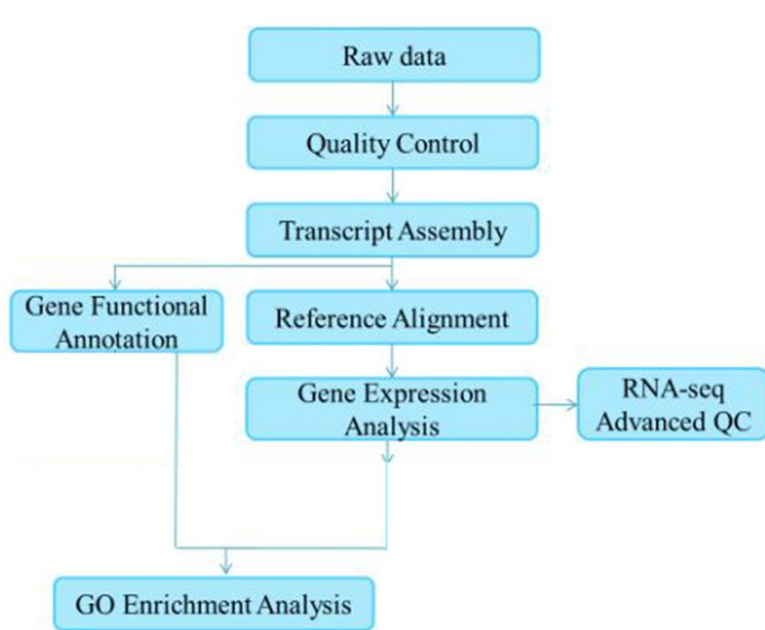 Raw data
Quality Control
Transcript Assembly
Gene Functional
Annotation
Reference Alignment
Gene Expression
Analysis
RNA-seq
Advanced QC
GO Enrichment Analysis